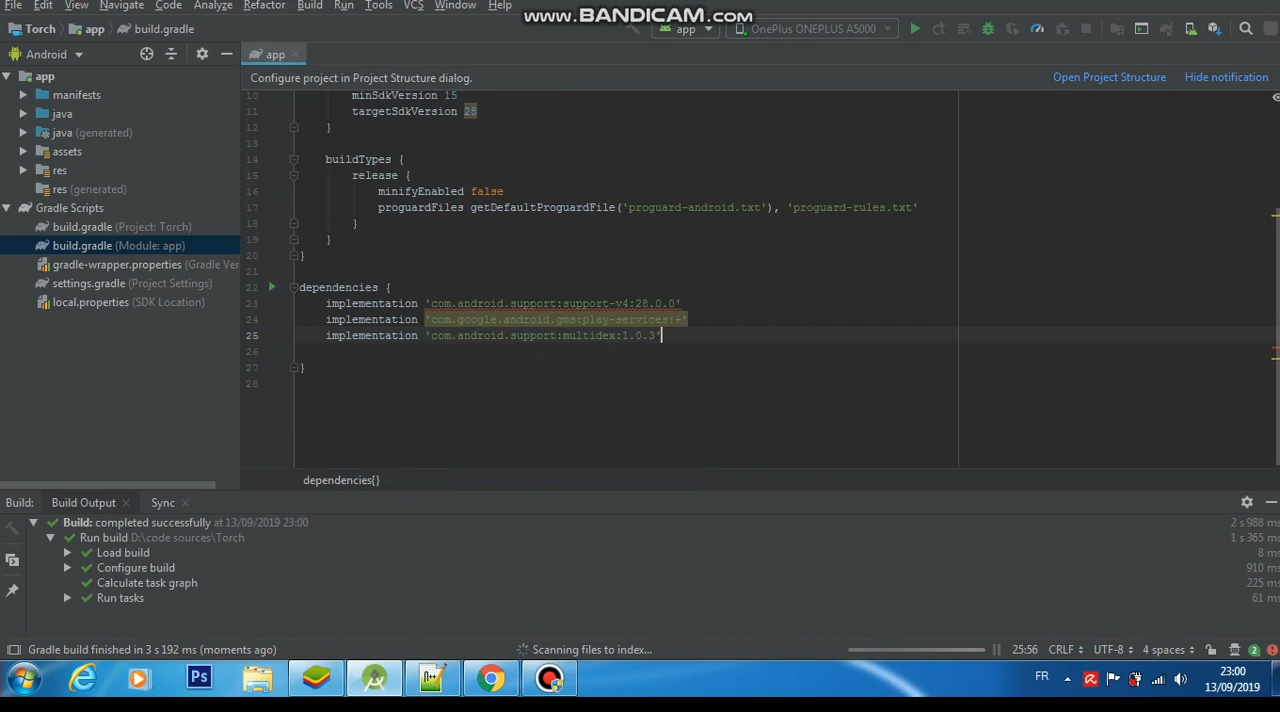 www.BANDICAM.com
File Edit View Navigate Code Analyze Refactor Build Run Tools VCS Window Help
Torch app build.gradle app OnePlus ONEPLUS A5000
Android app
Configure project in Project Structure dialog. Open Project Structure Hide notification
app
manifests
java
java (generated)
assets
res
res (generated)
Gradle Scripts
build.gradle (Project: Torch)
build.gradle (Module: app)
gradle-wrapper.properties (Gradle Ver
settings.gradle (Project Settings)
local.properties (SDK Location)
10 minSdkVersion 15
11 targetSdkVersion 28
12 }
13
14 buildTypes {
15 release {
16 minifyEnabled false
17 proguardFiles getDefaultProguardFile('proguard-android.txt'), 'proguard-rules.txt'
18 }
19 }
20 }
21
22 dependencies {
23 implementation 'com.android.support:support-v4:28.0.0'
24 implementation 'com.google.android.gms:play-services:+'
25 implementation 'com.android.support:multidex:1.0.3'
26
27 }
28
dependencies{}
Build: Build Output Sync
Build: completed successfully at 13/09/2019 23:00 2 s 988 ms
Run build D:\code sources\Torch 1 s 365 ms
Load build 8 ms
Configure build 910 ms
Calculate task graph 225 ms
Run tasks 61 ms
Gradle build finished in 3 s 192 ms (moments ago) Scanning files to index... 25:56 CRLF UTF-8 4 spaces 2
Ps FR 23:00
13/09/2019